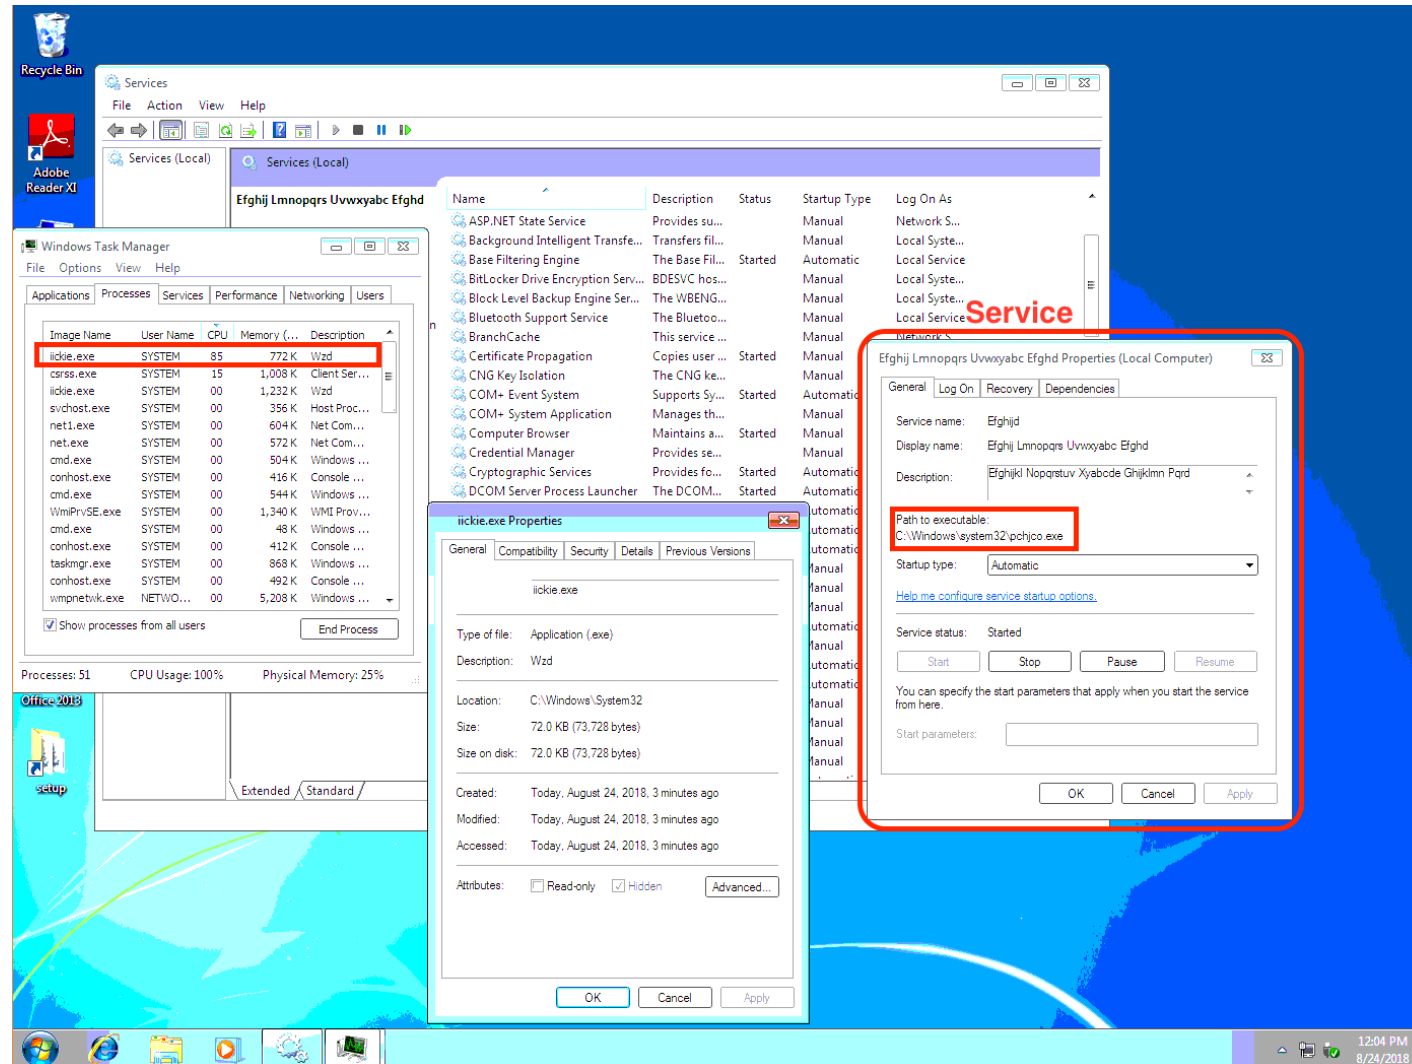 Recycle Bin
Adobe
Reader XI
Office 2013
setup
Services
File Action View Help
Services (Local)
Services (Local)
Efghij Lmnopqrs Uvwxyabc Efghd
Name Description Status Startup Type Log On As
ASP.NET State Service Provides su... Manual Network S...
Background Intelligent Transfe... Transfers fil... Manual Local Syste...
Base Filtering Engine The Base Fil... Started Automatic Local Service
BitLocker Drive Encryption Serv... BDESVC hos... Manual Local Syste...
Block Level Backup Engine Ser... The WBENG... Manual Local Syste...
Bluetooth Support Service The Bluetoo... Manual Local Service
BranchCache This service ... Manual Network S...
Certificate Propagation Copies user ... Started Manual
CNG Key Isolation The CNG ke... Manual
COM+ Event System Supports Sy... Started Automatic
COM+ System Application Manages th... Manual
Computer Browser Maintains a... Started Manual
Credential Manager Provides se... Manual
Cryptographic Services Provides fo... Started Automatic
DCOM Server Process Launcher The DCOM... Started Automatic
Extended Standard
Windows Task Manager
File Options View Help
Applications Processes Services Performance Networking Users
Image Name User Name CPU Memory (... Description
iickie.exe SYSTEM 85 772 K Wzd
csrss.exe SYSTEM 15 1,008 K Client Ser...
iickie.exe SYSTEM 00 1,232 K Wzd
svchost.exe SYSTEM 00 356 K Host Proc...
net1.exe SYSTEM 00 604 K Net Com...
net.exe SYSTEM 00 572 K Net Com...
cmd.exe SYSTEM 00 504 K Windows ...
conhost.exe SYSTEM 00 416 K Console ...
cmd.exe SYSTEM 00 544 K Windows ...
WmiPrvSE.exe SYSTEM 00 1,340 K WMI Prov...
cmd.exe SYSTEM 00 48 K Windows ...
conhost.exe SYSTEM 00 412 K Console ...
taskmgr.exe SYSTEM 00 868 K Windows ...
conhost.exe SYSTEM 00 492 K Console ...
wmpnetwk.exe NETWO... 00 5,208 K Windows ...
Show processes from all users End Process
Processes: 51 CPU Usage: 100% Physical Memory: 25%
iickie.exe Properties
General Compatibility Security Details Previous Versions
iickie.exe
Type of file: Application (.exe)
Description: Wzd
Location: C:\Windows\System32
Size: 72.0 KB (73,728 bytes)
Size on disk: 72.0 KB (73,728 bytes)
Created: Today, August 24, 2018, 3 minutes ago
Modified: Today, August 24, 2018, 3 minutes ago
Accessed: Today, August 24, 2018, 3 minutes ago
Attributes: Read-only Hidden Advanced...
OK Cancel Apply
Service
Efghij Lmnopqrs Uvwxyabc Efghd Properties (Local Computer)
General Log On Recovery Dependencies
Service name: Efghijd
Display name: Efghij Lmnopqrs Uvwxyabc Efghd
Description: Efghijkl Nopqrstuv Xyabcde Ghijklmn Pqrd
Path to executable:
C:\Windows\system32\pchjco.exe
Startup type: Automatic
Help me configure service startup options.
Service status: Started
Start Stop Pause Resume
You can specify the start parameters that apply when you start the service
from here.
Start parameters:
OK Cancel Apply
12:04 PM
8/24/2018